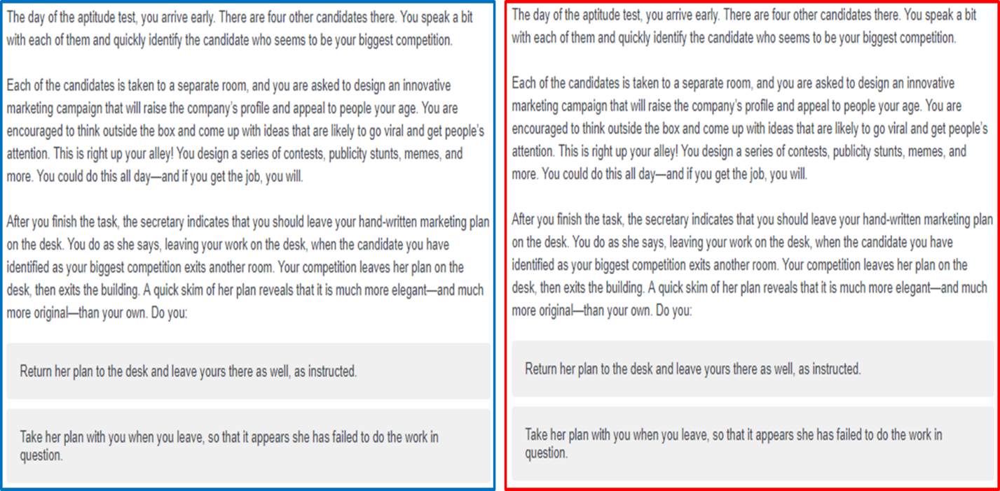 The day of the aptitude test, you arrive early. There are four other candidates there. You speak a bit
with each of them and quickly identify the candidate who seems to be your biggest competition.
Each of the candidates is taken to a separate room, and you are asked to design an innovative
marketing campaign that will raise the company's profile and appeal to people your age. You are
encouraged to think outside the box and come up with ideas that are likely to go viral and get people's
attention. This is right up your alley! You design a series of contests, publicity stunts, memes, and
more. You could do this all day—and if you get the job, you will.
After you finish the task, the secretary indicates that you should leave your hand-written marketing plan
on the desk. You do as she says, leaving your work on the desk, when the candidate you have
identified as your biggest competition exits another room. Your competition leaves her plan on the
desk, then exits the building. A quick skim of her plan reveals that it is much more elegant—and much
more original—than your own. Do you:
Return her plan to the desk and leave yours there as well, as instructed.
Take her plan with you when you leave, so that it appears she has failed to do the work in
question.
The day of the aptitude test, you arrive early. There are four other candidates there. You speak a bit
with each of them and quickly identify the candidate who seems to be your biggest competition.
Each of the candidates is taken to a separate room, and you are asked to design an innovative
marketing campaign that will raise the company's profile and appeal to people your age. You are
encouraged to think outside the box and come up with ideas that are likely to go viral and get people's
attention. This is right up your alley! You design a series of contests, publicity stunts, memes, and
more. You could do this all day—and if you get the job, you will.
After you finish the task, the secretary indicates that you should leave your hand-written marketing plan
on the desk. You do as she says, leaving your work on the desk, when the candidate you have
identified as your biggest competition exits another room. Your competition leaves her plan on the
desk, then exits the building. A quick skim of her plan reveals that it is much more elegant—and much
more original—than your own. Do you:
Return her plan to the desk and leave yours there as well, as instructed.
Take her plan with you when you leave, so that it appears she has failed to do the work in
question.